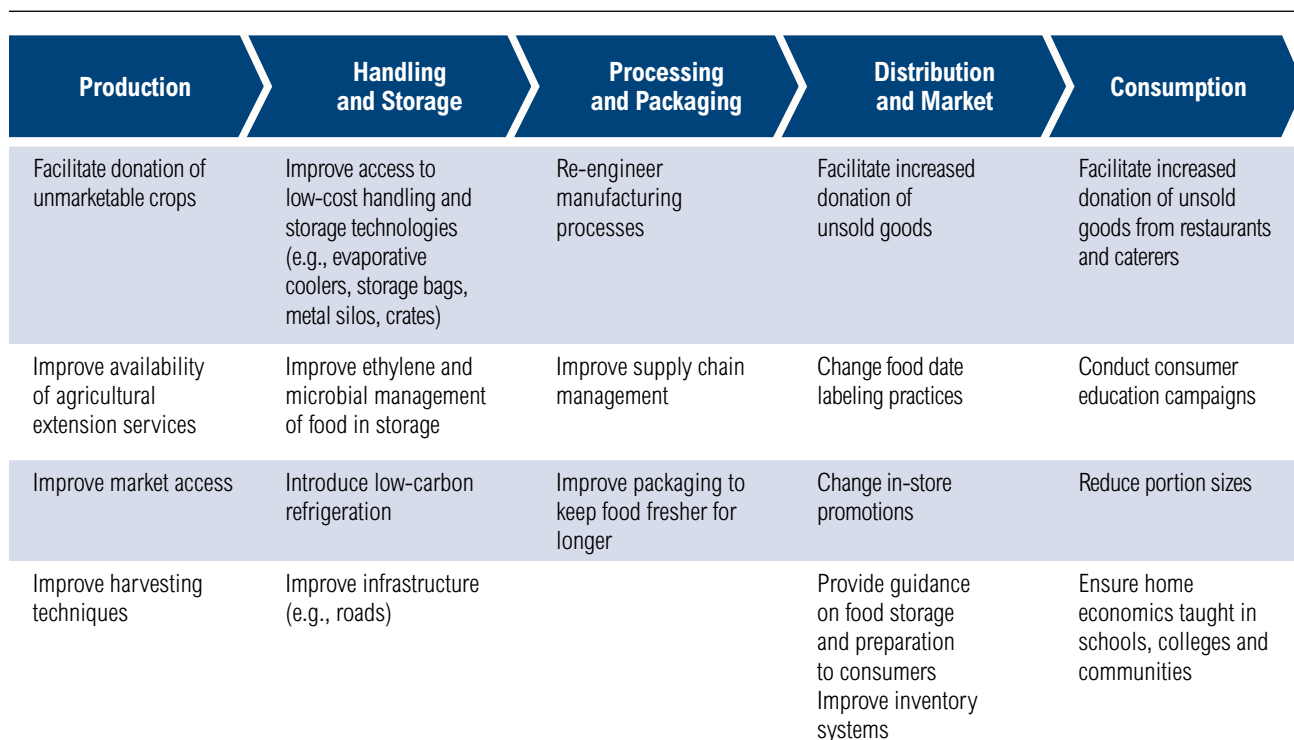 Production
Handling
and Storage
Processing
and Packaging
Distribution
and Market
Consumption
Facilitate donation of
unmarketable crops
Improve access to
low-cost handling and
storage technologies
(e.g., evaporative
coolers, storage bags,
metal silos, crates)
Re-engineer
manufacturing
processes
Facilitate increased
donation of
unsold goods
Facilitate increased
donation of unsold
goods from restaurants
and caterers
Improve availability
of agricultural
extension services
Improve ethylene and
microbial management
of food in storage
Improve supply chain
management
Change food date
labeling practices
Conduct consumer
education campaigns
Improve market access
Introduce low-carbon
refrigeration
Improve packaging to
keep food fresher for
longer
Change in-store
promotions
Reduce portion sizes
Improve harvesting
techniques
Improve infrastructure
(e.g., roads)
Provide guidance
on food storage
and preparation
to consumers
Improve inventory
systems
Ensure home
economics taught in
schools, colleges and
communities